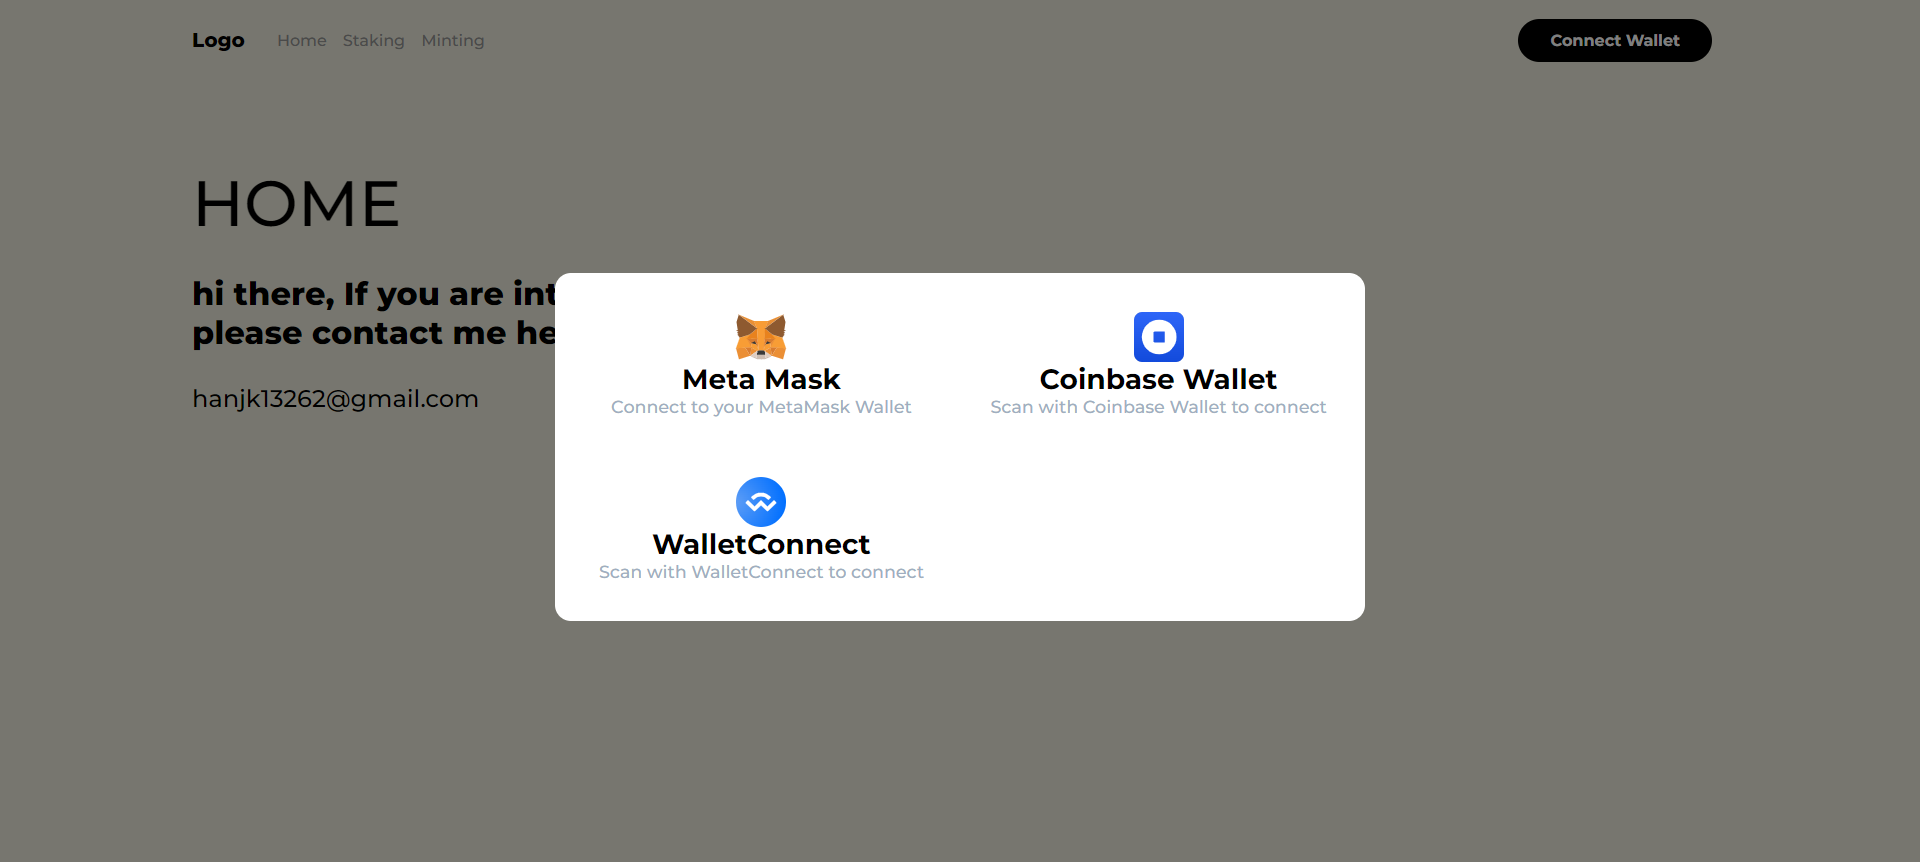 Logo Home Staking Minting Connect Wallet
HOME
hi there, If you are
please contact me
hanjk13262@gmail.com
Meta Mask
Connect to your MetaMask Wallet
Coinbase Wallet
Scan with Coinbase Wallet to connect
WalletConnect
Scan with WalletConnect to connect